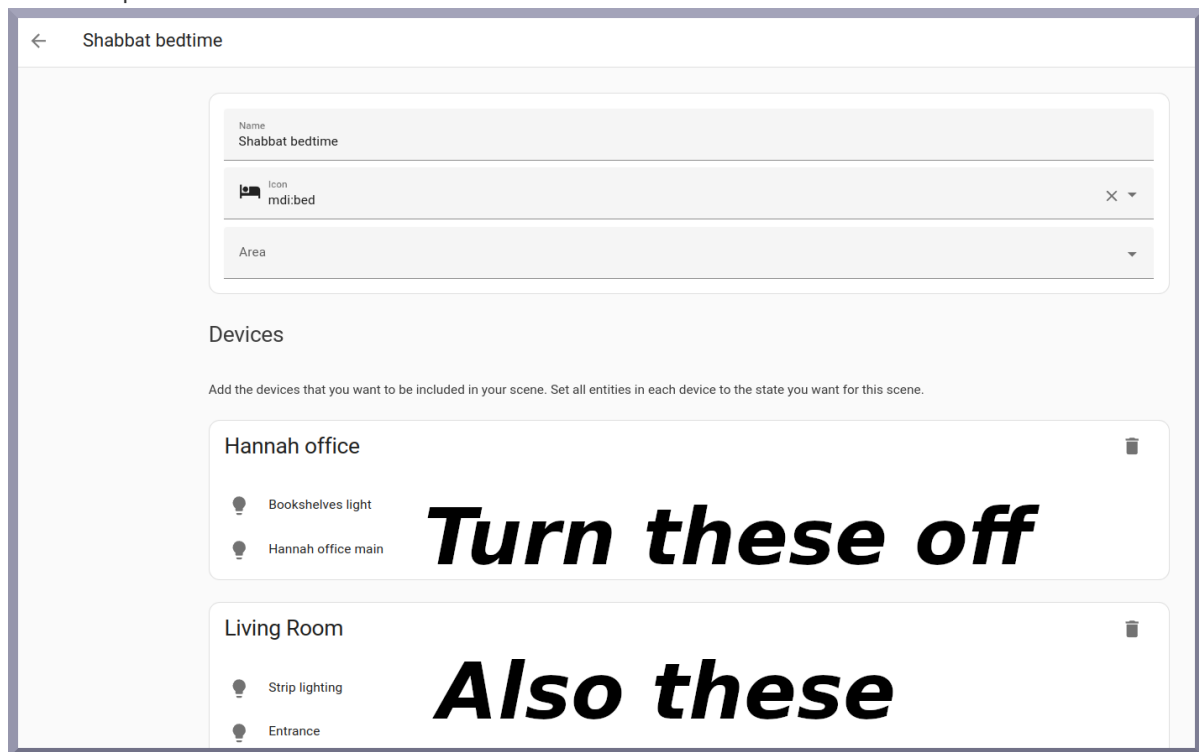 Shabbat bedtime
Name
Shabbat bedtime
Icon
mdi:bed
Area
Devices
Add the devices that you want to be included in your scene. Set all entities in each device to the state you want for this scene.
Hannah office
Bookshelves light
Hannah office main
Turn these off
Living Room
Strip lighting
Also these
Entrance